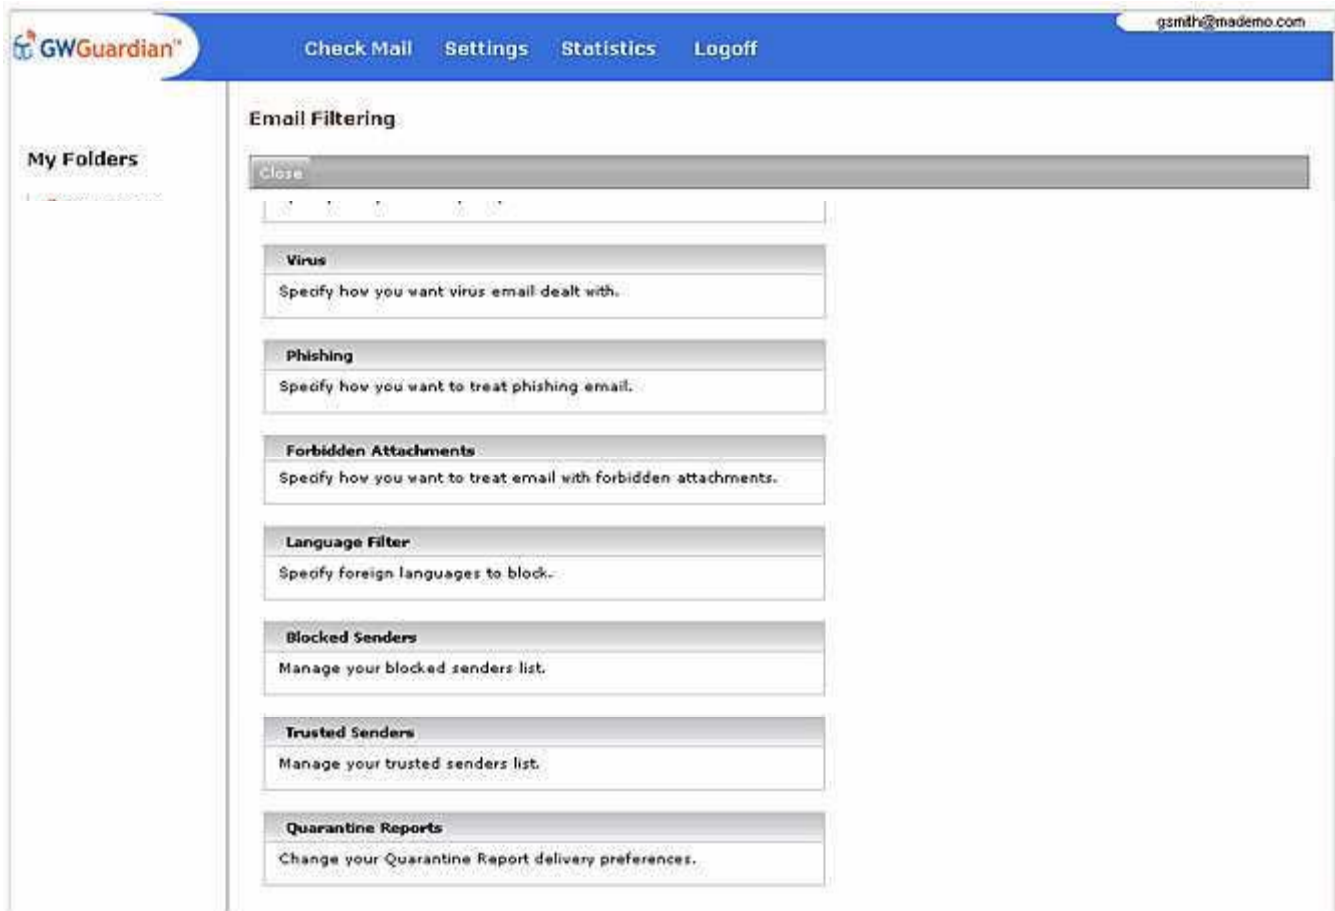 gsmith@mademo.com
GWGuardian™
Check Mail Settings Statistics Logoff
Email Filtering
My Folders
Close
Virus
Specify how you want virus email dealt with.
Phishing
Specify how you want to treat phishing email.
Forbidden Attachments
Specify how you want to treat email with forbidden attachments.
Language Filter
Specify foreign languages to block.
Blocked Senders
Manage your blocked senders list.
Trusted Senders
Manage your trusted senders list.
Quarantine Reports
Change your Quarantine Report delivery preferences.